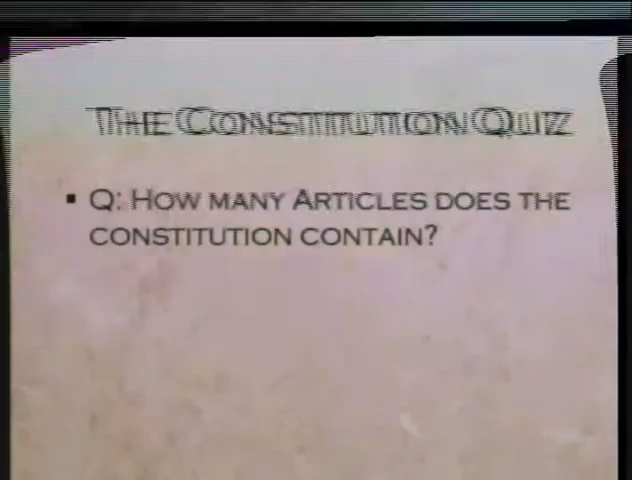 The Constitution Quiz
▪ Q: How many Articles does the
constitution contain?